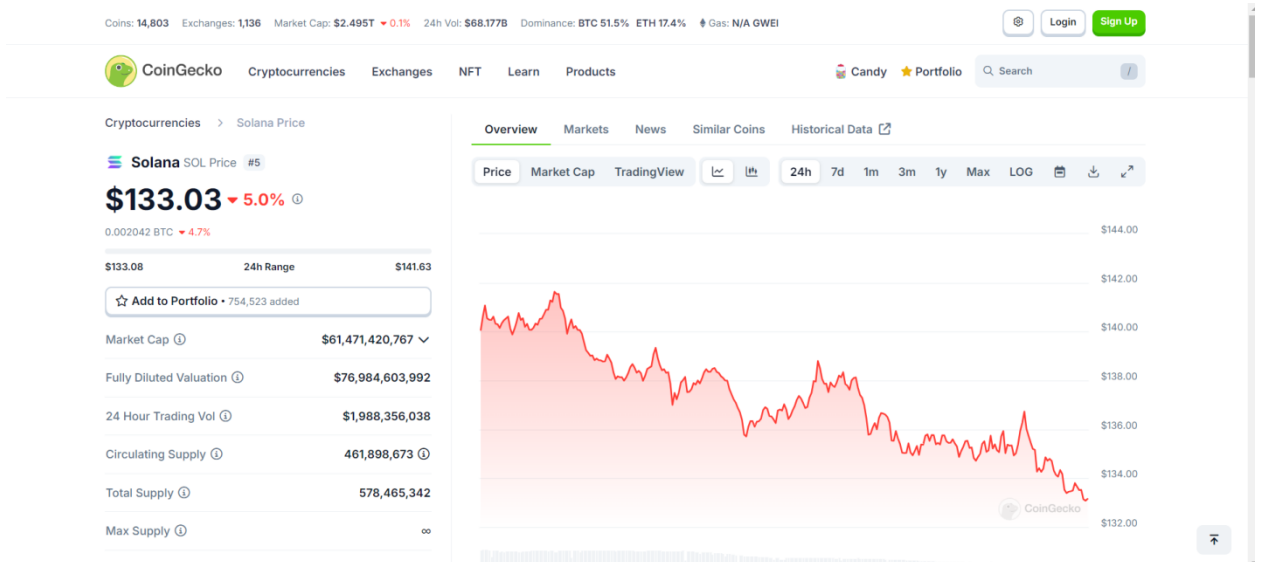 Coins: 14,803 Exchanges: 1,136 Market Cap: $2.495T 0.1% 24h Vol: $68.177B Dominance: BTC 51.5% ETH 17.4% Gas: N/A GWEI
Login
Sign Up
CoinGecko
Cryptocurrencies Exchanges NFT Learn Products
Candy Portfolio
Search /
Cryptocurrencies > Solana Price
Solana SOL Price #5
$133.03 5.0%
0.002042 BTC 4.7%
$133.08 24h Range $141.63
Add to Portfolio • 754,523 added
Market Cap $61,471,420,767
Fully Diluted Valuation $76,984,603,992
24 Hour Trading Vol $1,988,356,038
Circulating Supply 461,898,673
Total Supply 578,465,342
Max Supply ∞
Overview Markets News Similar Coins Historical Data
Price Market Cap TradingView 24h 7d 1m 3m 1y Max LOG
$144.00
$142.00
$140.00
$138.00
$136.00
$134.00
CoinGecko
$132.00